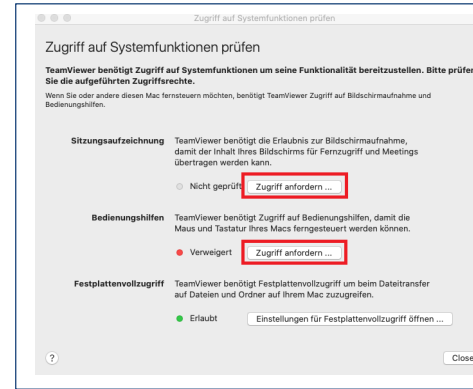 Zugriff auf Systemfunktionen prüfen
Zugriff auf Systemfunktionen prüfen
TeamViewer benötigt Zugriff auf Systemfunktionen um seine Funktionalität bereitzustellen. Bitte prüfen
Sie die aufgeführten Zugriffsrechte.
Wenn Sie oder andere diesen Mac fernsteuern möchten, benötigt TeamViewer Zugriff auf Bildschirmaufnahme und
Bedienungshilfen.
Sitzungsaufzeichnung TeamViewer benötigt die Erlaubnis zur Bildschirmaufnahme,
damit der Inhalt Ihres Bildschirms für Fernzugriff und Meetings
übertragen werden kann.
Nicht geprüft Zugriff anfordern ...
Bedienungshilfen TeamViewer benötigt Zugriff auf Bedienungshilfen, damit die
Maus und Tastatur Ihres Macs ferngesteuert werden können.
Verweigert Zugriff anfordern ...
Festplattenvollzugriff TeamViewer benötigt Festplattenvollzugriff um beim Dateitransfer
auf Dateien und Ordner auf Ihrem Mac zuzugreifen.
Erlaubt Einstellungen für Festplattenvollzugriff öffnen ...
? Close